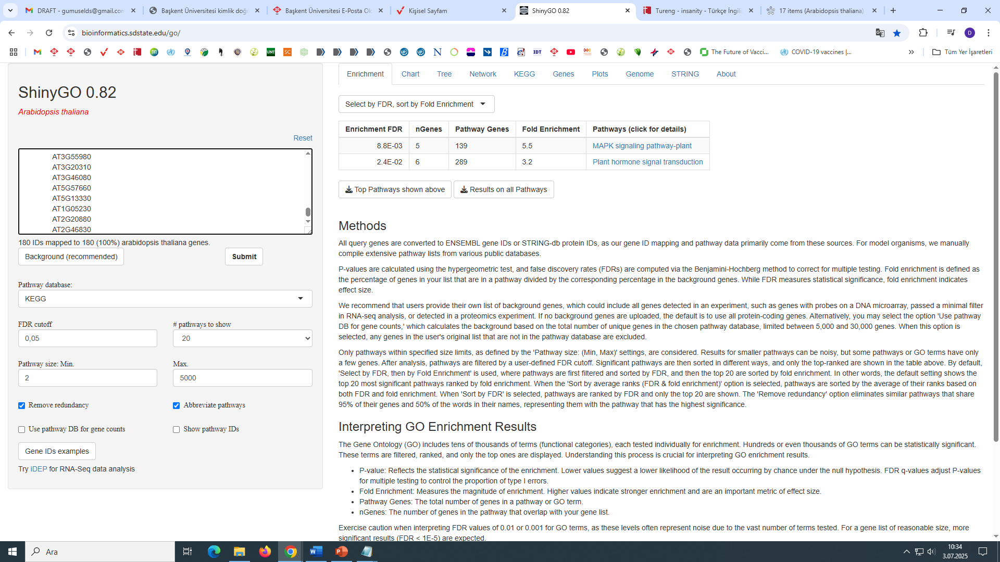 DRAFT - gumuselds@gmail.con
Başkent Üniversitesi kimlik doğr
Başkent Üniversitesi E-Posta Ok
Kişisel Sayfam
ShinyGO 0.82
Tureng - insanity - Türkçe İngili
17 items (Arabidopsis thaliana)
bioinformatics.sdstate.edu/go/
D
UNT
SC
IDT
The Future of Vacci...
COVID-19 vaccines |...
Tüm Yer İşaretleri
ShinyGO 0.82
Arabidopsis thaliana
Reset
AT3G55980
AT3G20310
AT3G46080
AT5G57660
AT5G13330
AT1G05230
AT2G20880
AT2G46830
180 IDs mapped to 180 (100%) arabidopsis thaliana genes.
Background (recommended)
Submit
Pathway database:
KEGG
FDR cutoff
# pathways to show
0,05
20
Pathway size: Min.
Max.
2
5000
Remove redundancy
Abbreviate pathways
Use pathway DB for gene counts
Show pathway IDs
Gene IDs examples
Try iDEP for RNA-Seq data analysis
Enrichment Chart Tree Network KEGG Genes Plots Genome STRING About
Select by FDR, sort by Fold Enrichment
Enrichment FDR nGenes Pathway Genes Fold Enrichment Pathways (click for details)
8.8E-03 5 139 5.5 MAPK signaling pathway-plant
2.4E-02 6 289 3.2 Plant hormone signal transduction
Top Pathways shown above
Results on all Pathways
Methods
All query genes are converted to ENSEMBL gene IDs or STRING-db protein IDs, as our gene ID mapping and pathway data primarily come from these sources. For model organisms, we manually
compile extensive pathway lists from various public databases.
P-values are calculated using the hypergeometric test, and false discovery rates (FDRs) are computed via the Benjamini-Hochberg method to correct for multiple testing. Fold enrichment is defined as
the percentage of genes in your list that are in a pathway divided by the corresponding percentage in the background genes. While FDR measures statistical significance, fold enrichment indicates
effect size.
We recommend that users provide their own list of background genes, which could include all genes detected in an experiment, such as genes with probes on a DNA microarray, passed a minimal filter
in RNA-seq analysis, or detected in a proteomics experiment. If no background genes are uploaded, the default is to use all protein-coding genes. Alternatively, you may select the option 'Use pathway
DB for gene counts,' which calculates the background based on the total number of unique genes in the chosen pathway database, limited between 5,000 and 30,000 genes. When this option is
selected, any genes in the user's original list that are not in the pathway database are excluded.
Only pathways within specified size limits, as defined by the 'Pathway size: (Min, Max)' settings, are considered. Results for smaller pathways can be noisy, but some pathways or GO terms have only
a few genes. After analysis, pathways are filtered by a user-defined FDR cutoff. Significant pathways are then sorted in different ways, and only the top-ranked are shown in the table above. By default,
'Select by FDR, then by Fold Enrichment' is used, where pathways are first filtered and sorted by FDR, and then the top 20 are sorted by fold enrichment. In other words, the default setting shows the
top 20 most significant pathways ranked by fold enrichment. When the 'Sort by average ranks (FDR & fold enrichment)' option is selected, pathways are sorted by the average of their ranks based on
both FDR and fold enrichment. When 'Sort by FDR' is selected, pathways are ranked by FDR and only the top 20 are shown. The 'Remove redundancy' option eliminates similar pathways that share
95% of their genes and 50% of the words in their names, representing them with the pathway that has the highest significance.
Interpreting GO Enrichment Results
The Gene Ontology (GO) includes tens of thousands of terms (functional categories), each tested individually for enrichment. Hundreds or even thousands of GO terms can be statistically significant.
These terms are filtered, ranked, and only the top ones are displayed. Understanding this process is crucial for interpreting GO enrichment results.
• P-value: Reflects the statistical significance of the enrichment. Lower values suggest a lower likelihood of the result occurring by chance under the null hypothesis. FDR q-values adjust P-values
for multiple testing to control the proportion of type I errors.
• Fold Enrichment: Measures the magnitude of enrichment. Higher values indicate stronger enrichment and are an important metric of effect size.
• Pathway Genes: The total number of genes in a pathway or GO term.
• nGenes: The number of genes in the pathway that overlap with your gene list.
Exercise caution when interpreting FDR values of 0.01 or 0.001 for GO terms, as these levels often represent noise due to the vast number of terms tested. For a gene list of reasonable size, more
significant results (FDR < 1E-5) are expected.
Ara
10:34
3.07.2025